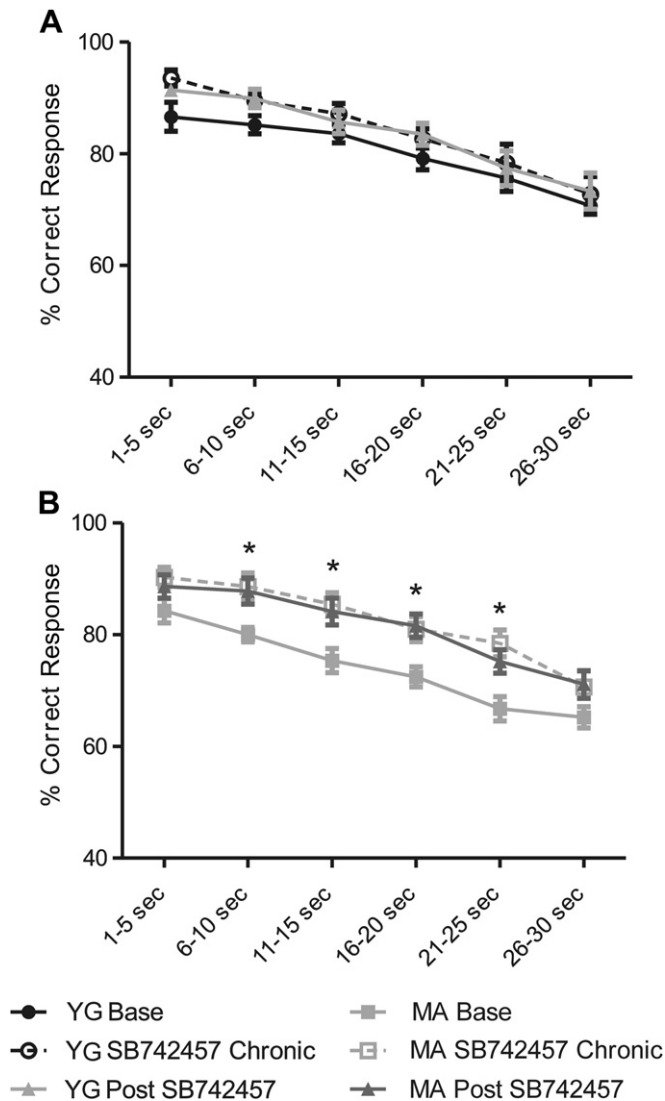 A
100
80
60
40
% Correct Response
1-5 sec
6-10 sec
11-15 sec
16-20 sec
21-25 sec
26-30 sec
B
100
80
60
40
% Correct Response
* * * *
1-5 sec
6-10 sec
11-15 sec
16-20 sec
21-25 sec
26-30 sec
YG Base
MA Base
YG SB742457 Chronic
MA SB742457 Chronic
YG Post SB742457
MA Post SB742457